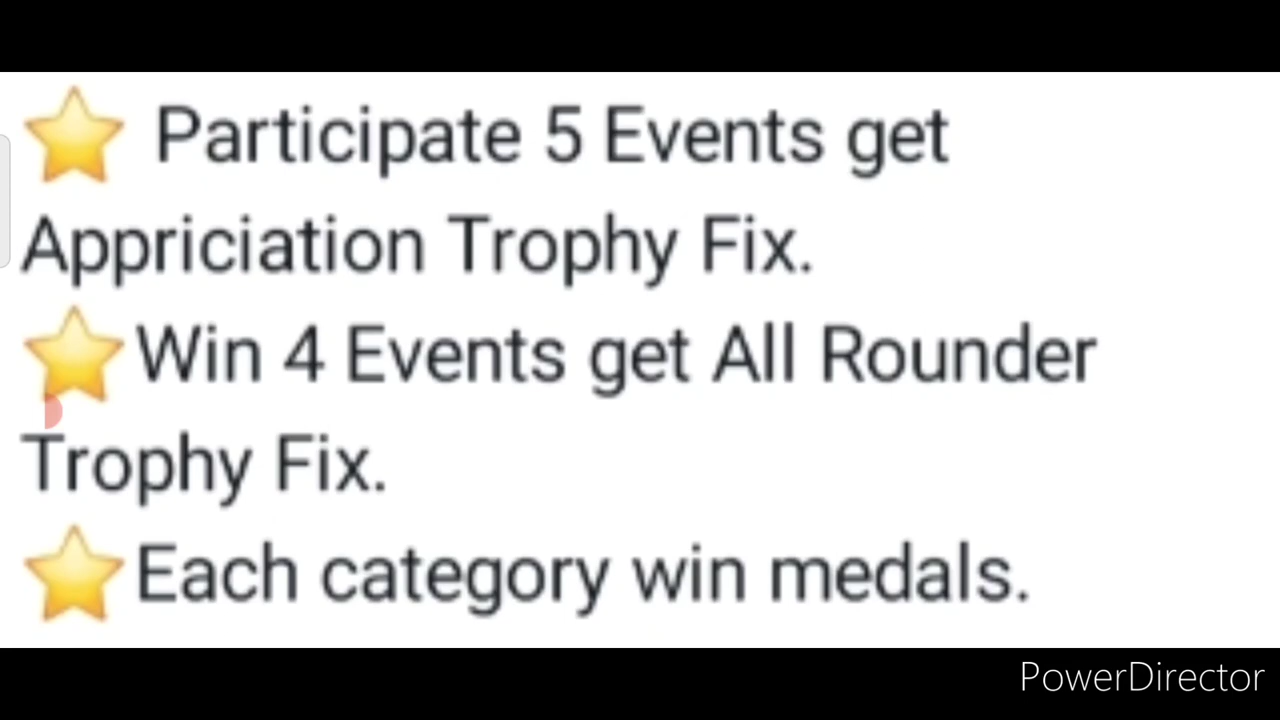 ⭐ Participate 5 Events get
Appriciation Trophy Fix.
⭐Win 4 Events get All Rounder
Trophy Fix.
⭐Each category win medals.
PowerDirector